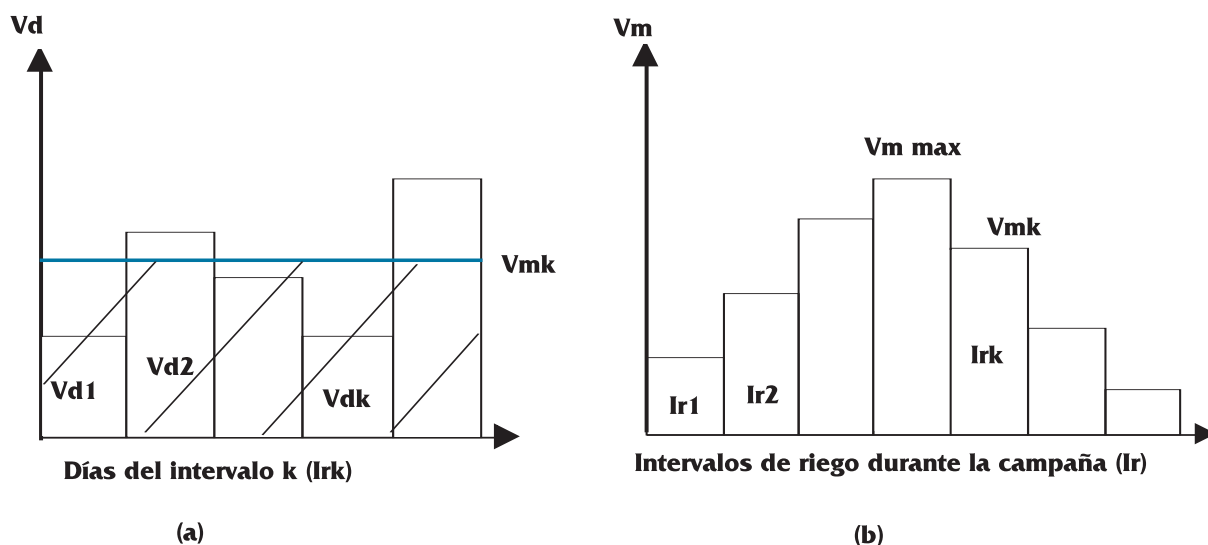 Vd
Vmk
Vd1
Vd2
Vdk
Días del intervalo k (Irk)
(a)
Vm
Vm max
Vmk
Irk
Ir1
Ir2
Intervalos de riego durante la campaña (Ir)
(b)